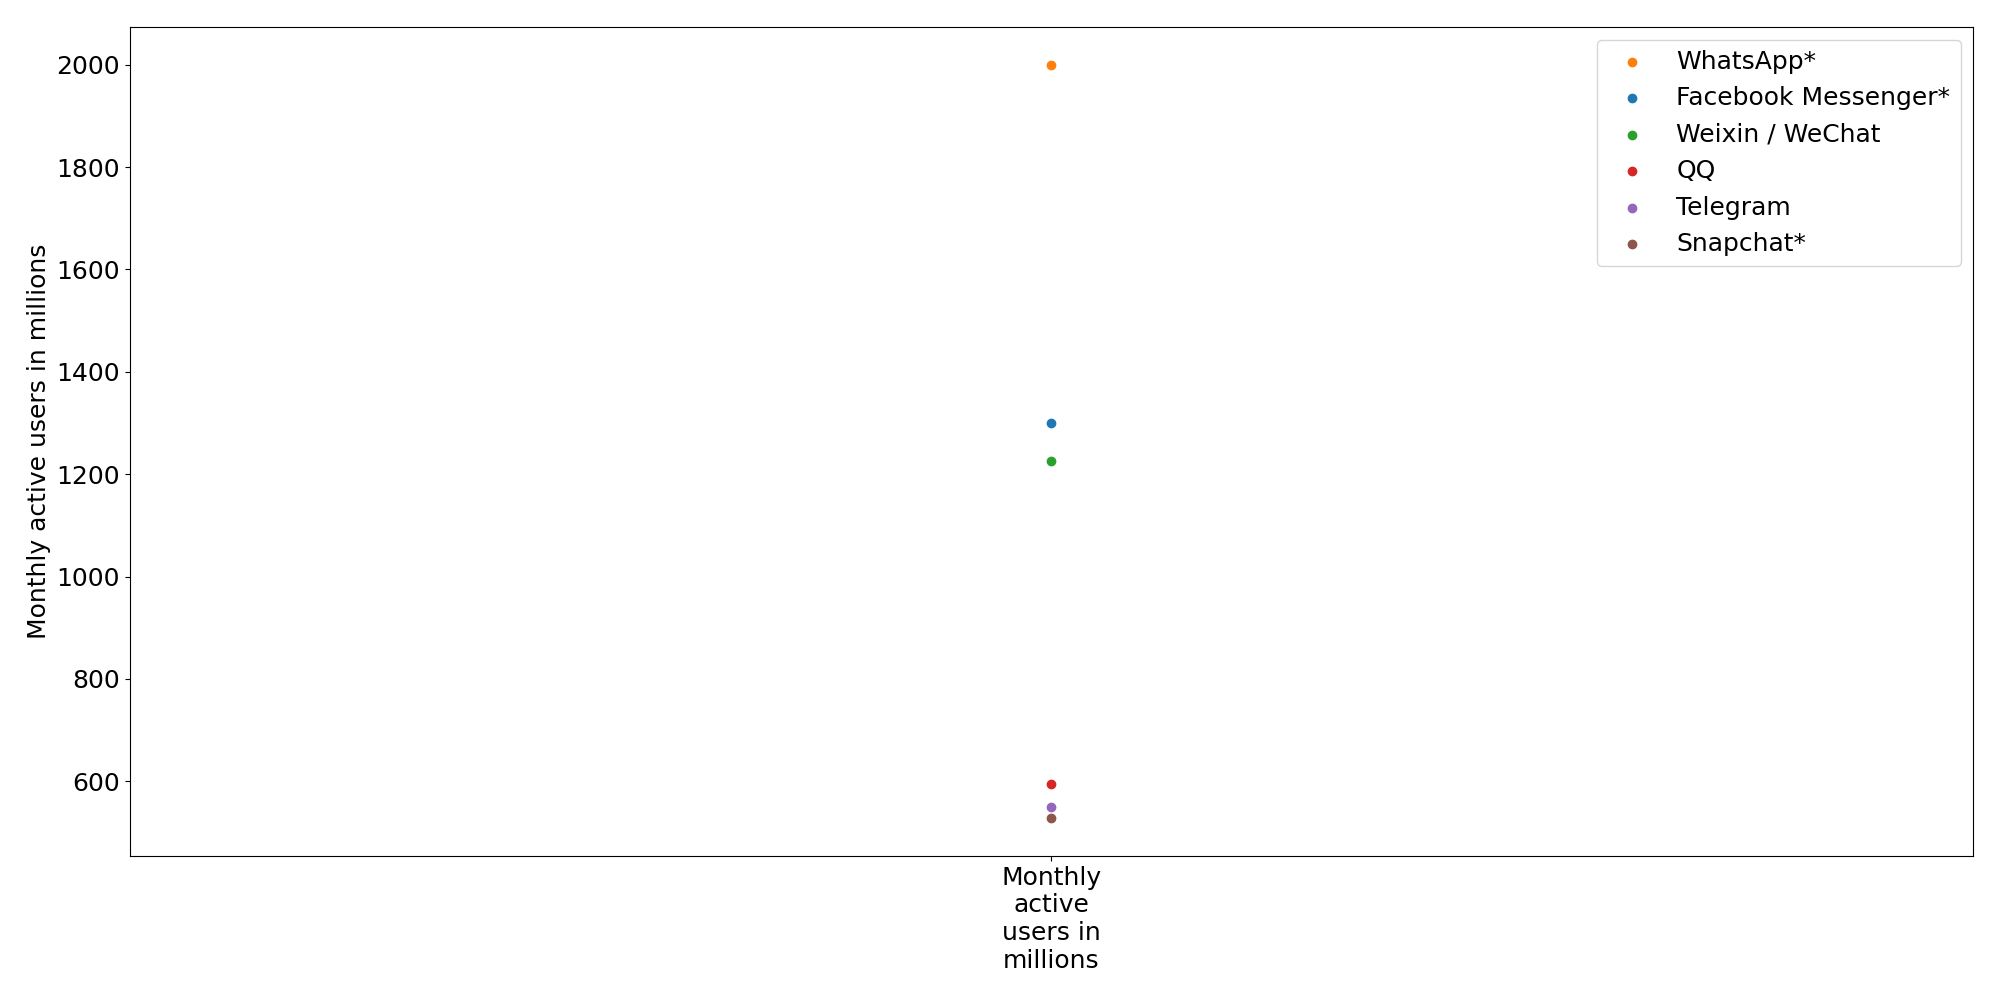 Monthly active users in millions
2000
1800
1600
1400
1200
1000
800
600
WhatsApp*
Facebook Messenger*
Weixin / WeChat
QQ
Telegram
Snapchat*
Monthly
active
users in
millions